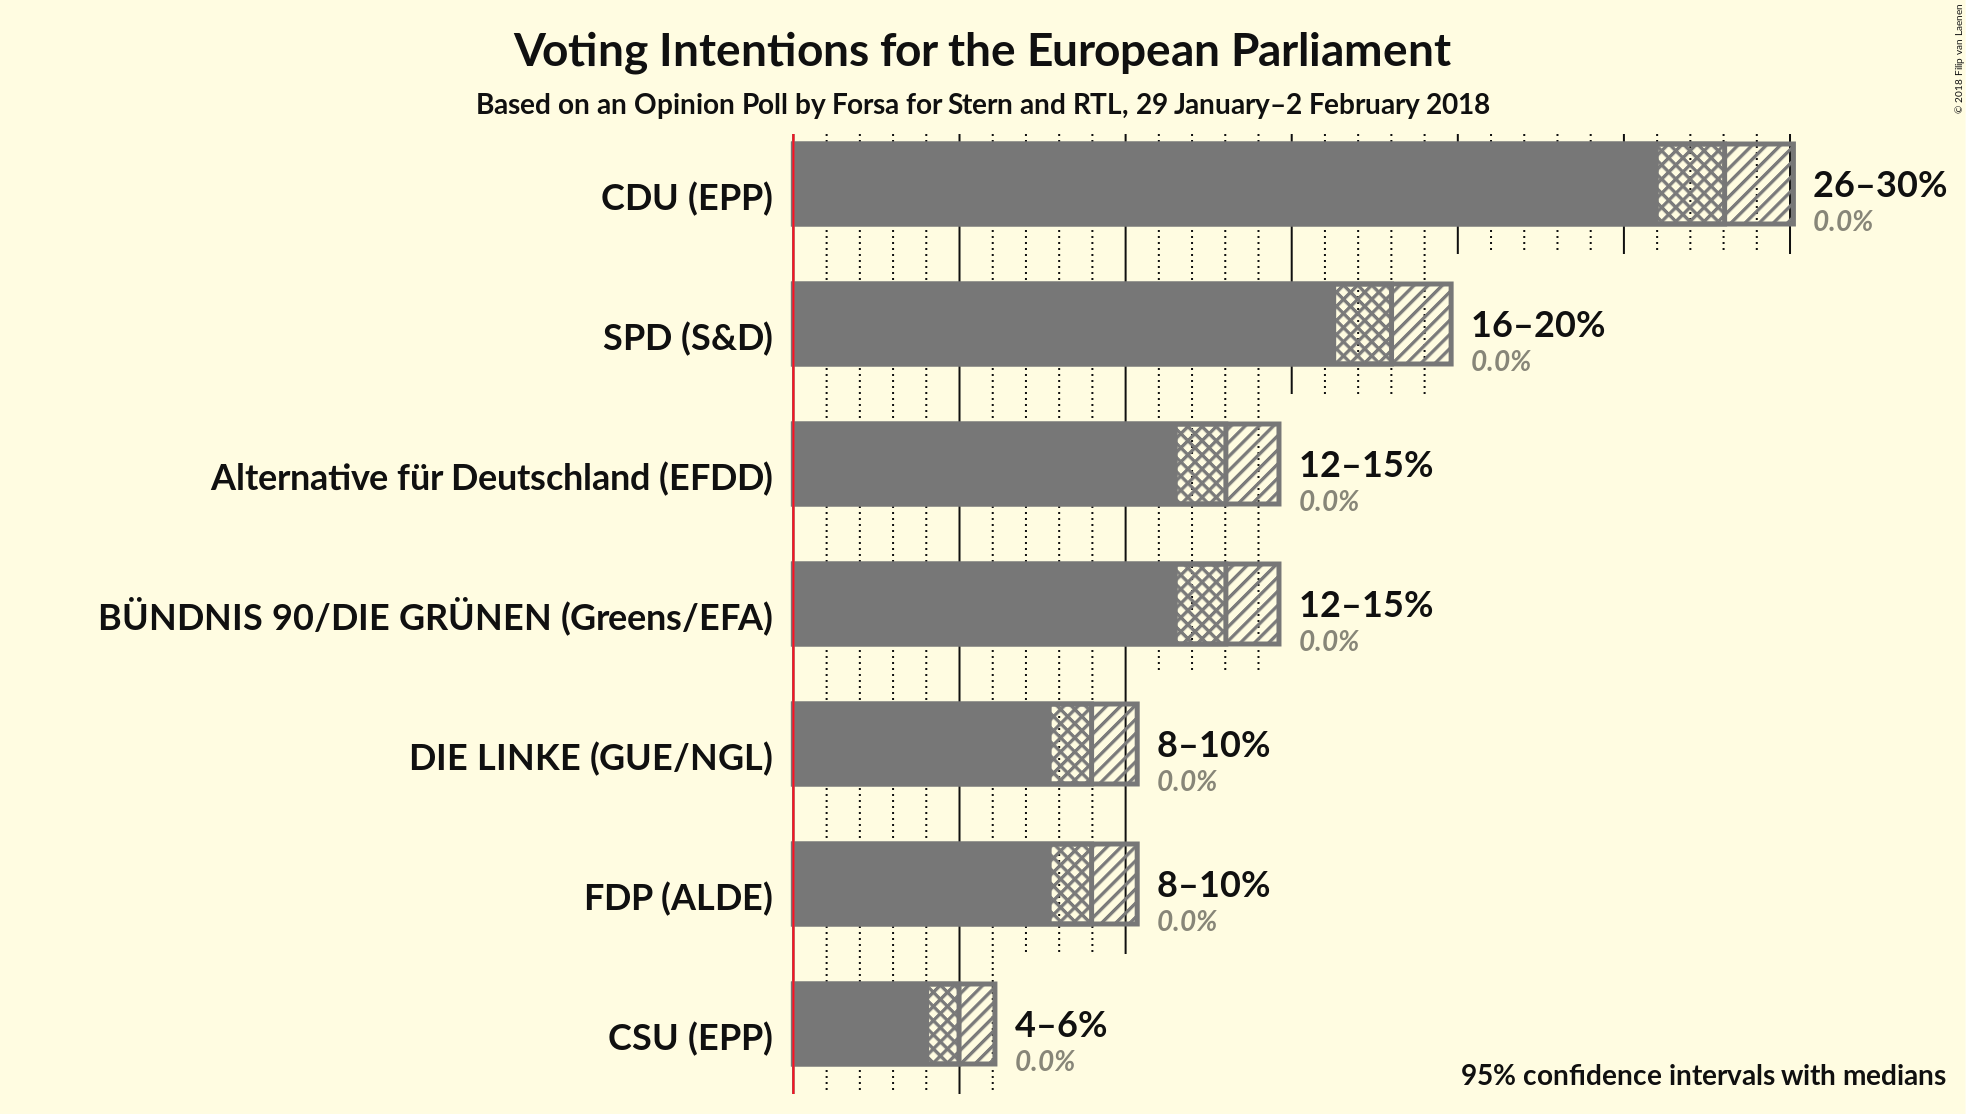 Voting Intentions for the European Parliament
Based on an Opinion Poll by Forsa for Stern and RTL, 29 January–2 February 2018
© 2018 Filip van Laenen
CDU (EPP)
26–30%
0.0%
SPD (S&D)
16–20%
0.0%
Alternative für Deutschland (EFDD)
12–15%
0.0%
BÜNDNIS 90/DIE GRÜNEN (Greens/EFA)
12–15%
0.0%
DIE LINKE (GUE/NGL)
8–10%
0.0%
FDP (ALDE)
8–10%
0.0%
CSU (EPP)
4–6%
0.0%
95% confidence intervals with medians